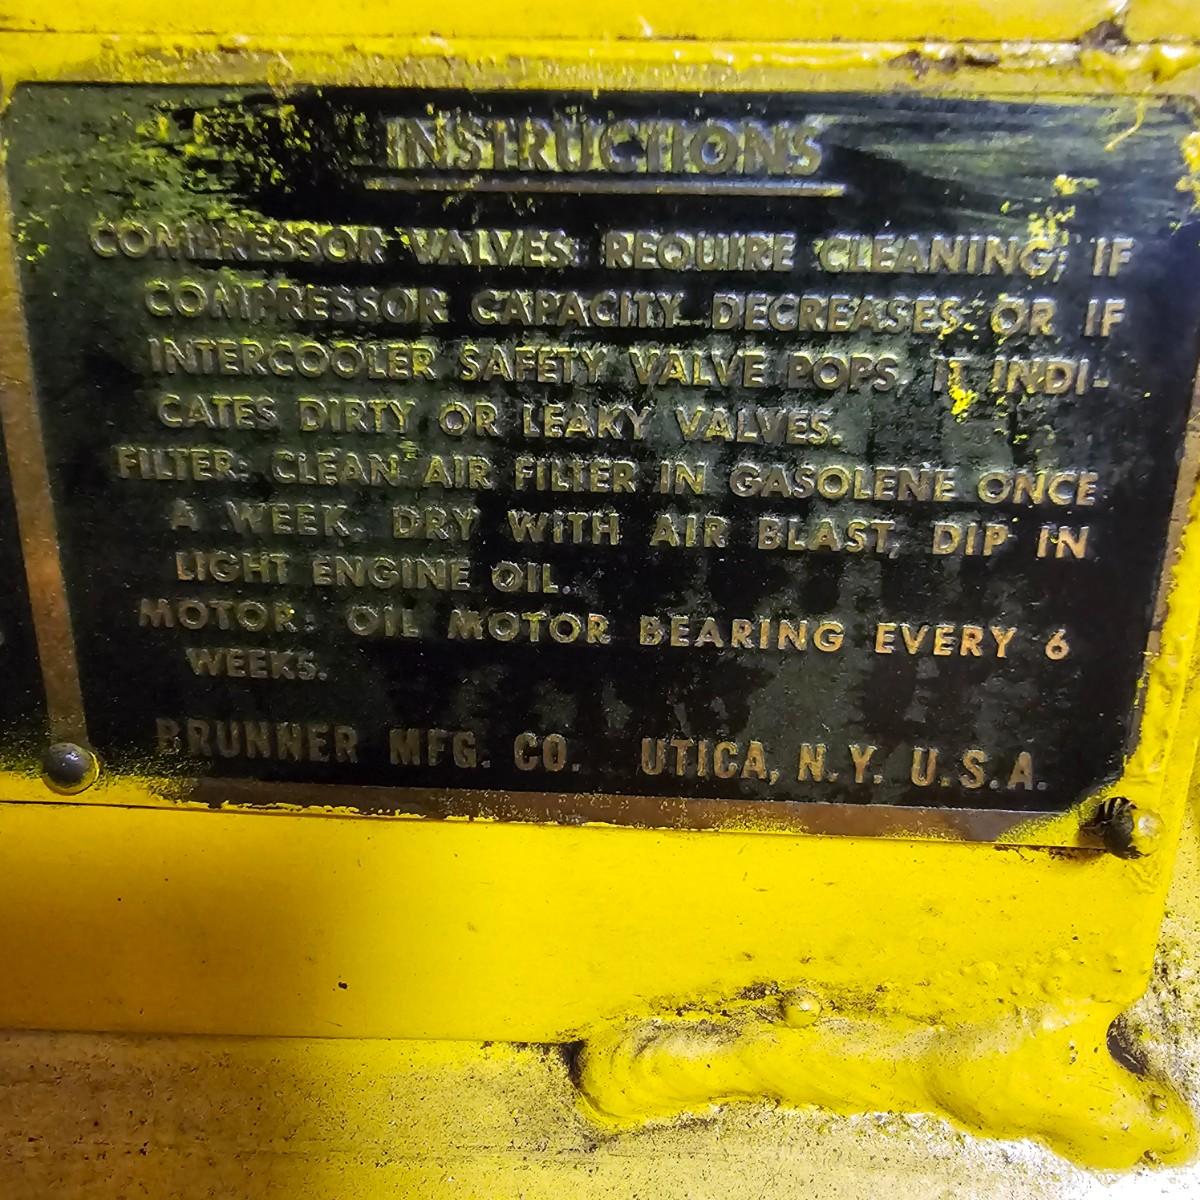 INSTRUCTIONS
COMPRESSOR VALVES REQUIRE CLEANING, IF
COMPRESSOR CAPACITY DECREASES OR IF
INTERCOOLER SAFETY VALVE POPS, IT INDI-
CATES DIRTY OR LEAKY VALVES.
FILTER: CLEAN AIR FILTER IN GASOLENE ONCE
A WEEK. DRY WITH AIR BLAST, DIP IN
LIGHT ENGINE OIL.
MOTOR: OIL MOTOR BEARING EVERY 6
WEEKS.
BRUNNER MFG. CO. UTICA, N.Y. U.S.A.